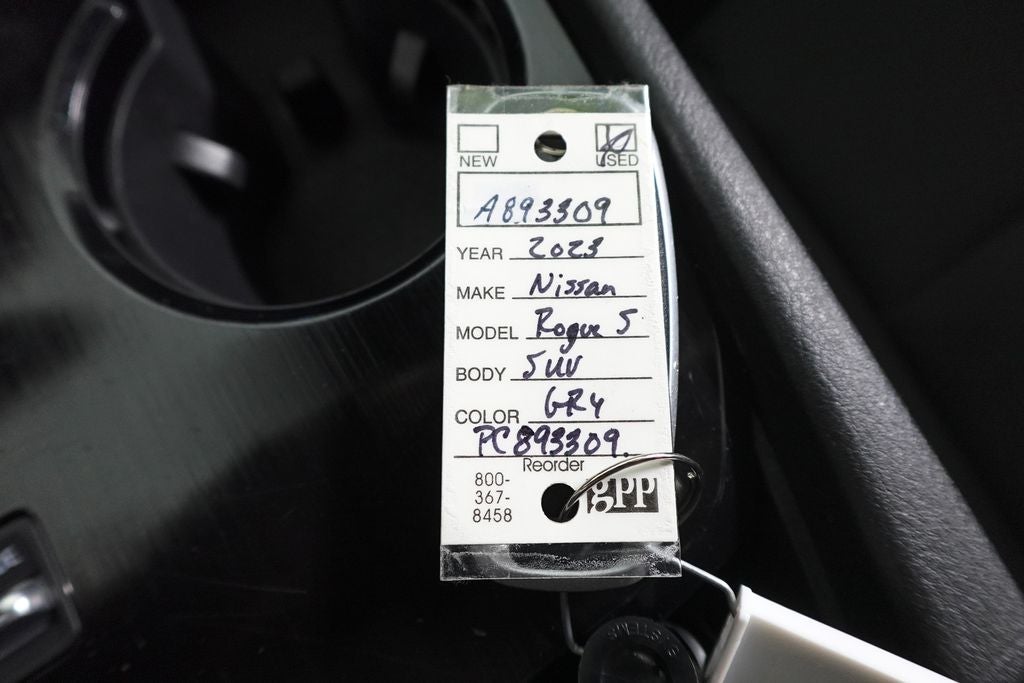 NEW USED
A893309
YEAR 2023
MAKE Nissan
MODEL Rogue S
BODY SUV
COLOR GRY
PC893309
Reorder
800-
367-
8458
gpp
SYSTEMS